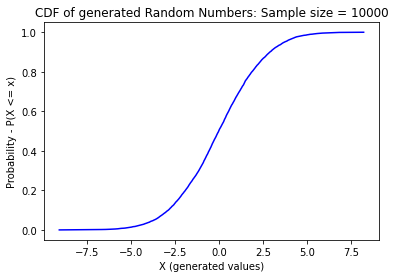 CDF of generated Random Numbers: Sample size = 10000
Probability - P(X <= x)
1.0
0.8
0.6
0.4
0.2
0.0
−7.5 −5.0 −2.5 0.0 2.5 5.0 7.5
X (generated values)